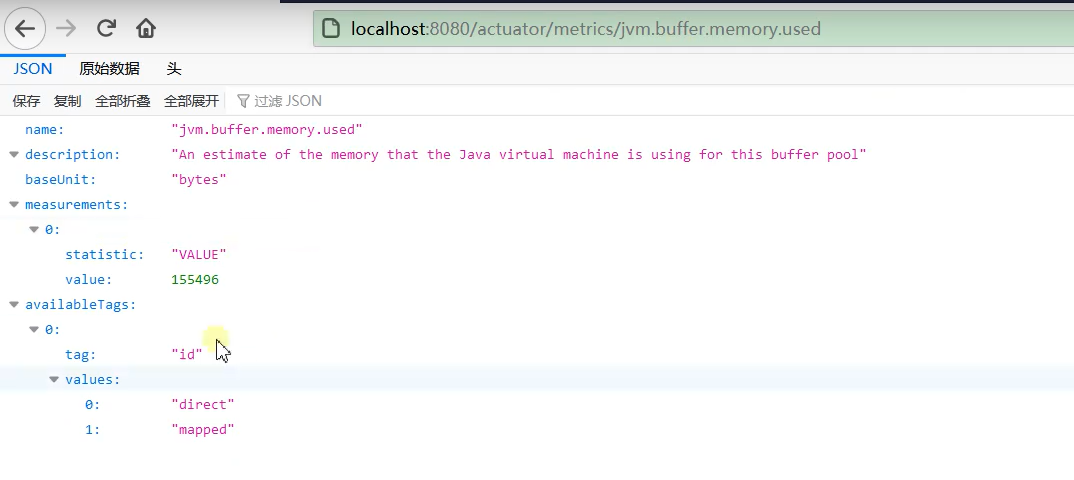 localhost:8080/actuator/metrics/jvm.buffer.memory.used
JSON 原始数据 头
保存 复制 全部折叠 全部展开 过滤 JSON
name: "jvm.buffer.memory.used"
description: "An estimate of the memory that the Java virtual machine is using for this buffer pool"
baseUnit: "bytes"
measurements:
0:
statistic: "VALUE"
value: 155496
availableTags:
0:
tag: "id"
values:
0: "direct"
1: "mapped"